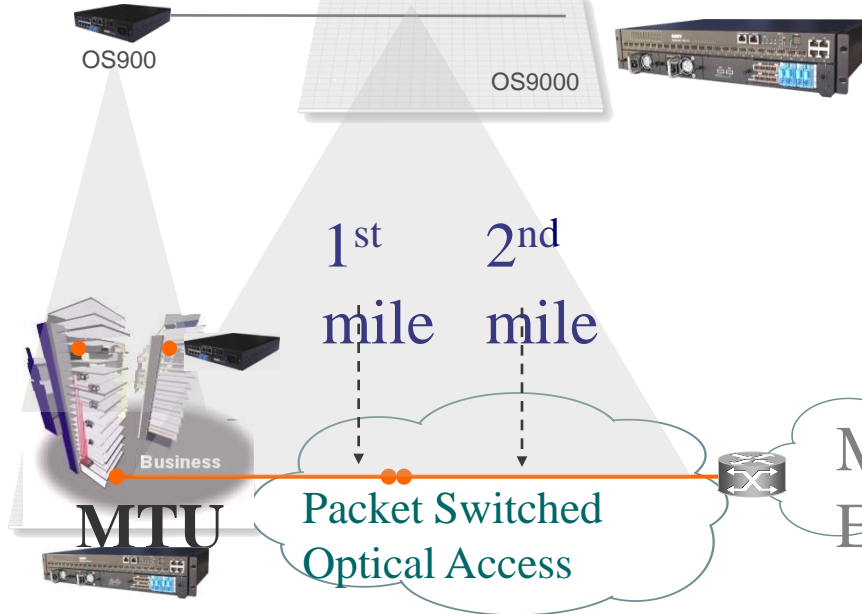 OS900
OS9000
1st 2nd
mile mile
Business
MTU
Packet Switched
Optical Access